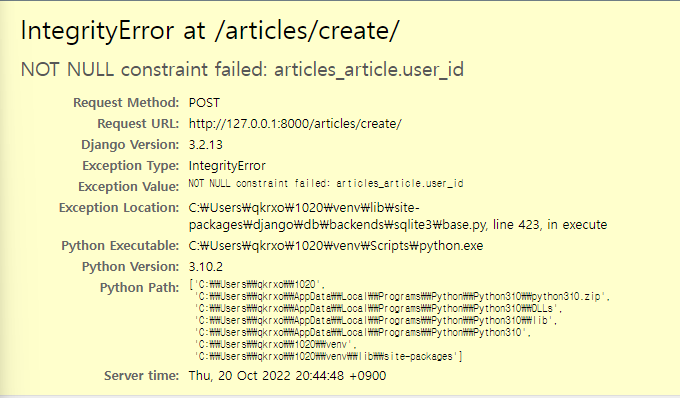 IntegrityError at /articles/create/
NOT NULL constraint failed: articles_article.user_id
Request Method: POST
Request URL: http://127.0.0.1:8000/articles/create/
Django Version: 3.2.13
Exception Type: IntegrityError
Exception Value: NOT NULL constraint failed: articles_article.user_id
Exception Location: C:₩Users₩qkrxo₩1020₩venv₩lib₩site-
packages₩django₩db₩backends₩sqlite3₩base.py, line 423, in execute
Python Executable: C:₩Users₩qkrxo₩1020₩venv₩Scripts₩python.exe
Python Version: 3.10.2
Python Path: ['C:₩₩Users₩₩qkrxo₩₩1020',
'C:₩₩Users₩₩qkrxo₩₩AppData₩₩Local₩₩Programs₩₩Python₩₩Python310₩₩python310.zip',
'C:₩₩Users₩₩qkrxo₩₩AppData₩₩Local₩₩Programs₩₩Python₩₩Python310₩₩DLLs',
'C:₩₩Users₩₩qkrxo₩₩AppData₩₩Local₩₩Programs₩₩Python₩₩Python310₩₩lib',
'C:₩₩Users₩₩qkrxo₩₩AppData₩₩Local₩₩Programs₩₩Python₩₩Python310',
'C:₩₩Users₩₩qkrxo₩₩1020₩₩venv',
'C:₩₩Users₩₩qkrxo₩₩1020₩₩venv₩₩lib₩₩site-packages']
Server time: Thu, 20 Oct 2022 20:44:48 +0900